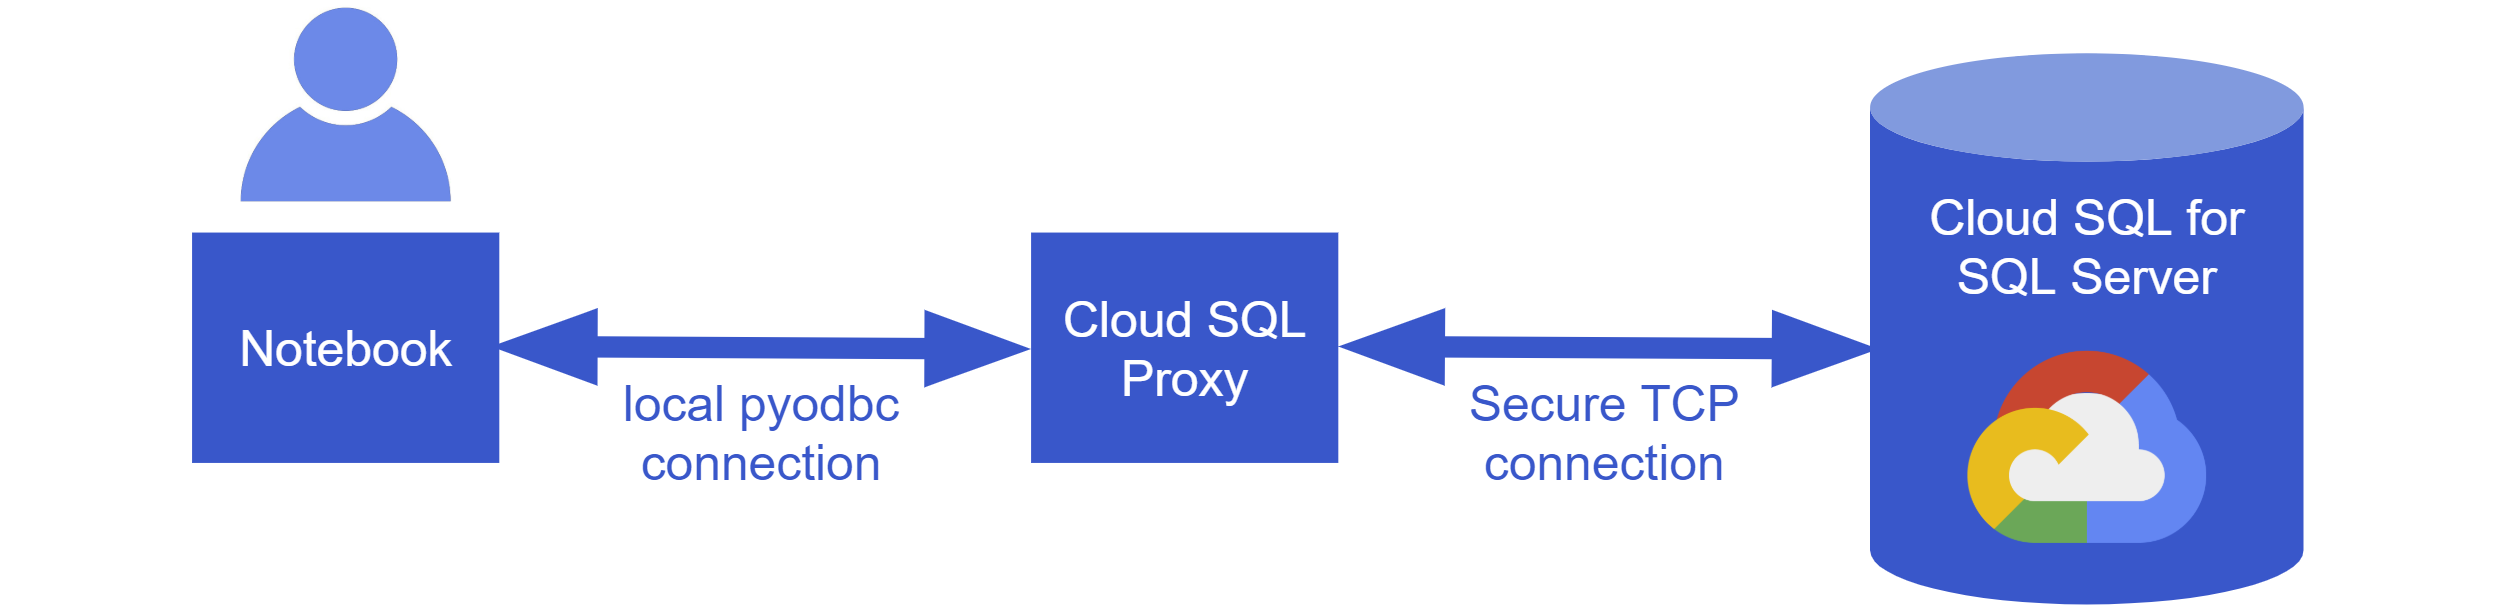 Notebook
local pyodbc
connection
Cloud SQL
Proxy
Secure TCP
connection
Cloud SQL for
SQL Server